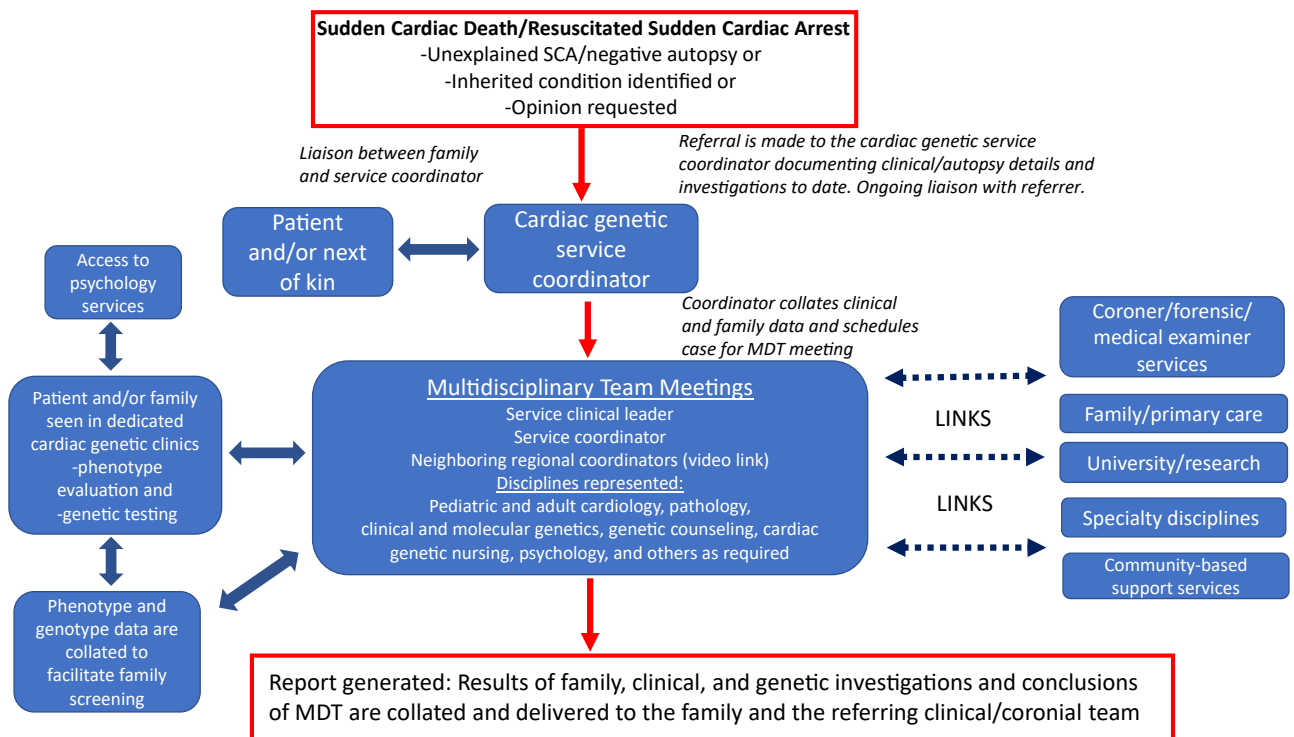 Sudden Cardiac Death/Resuscitated Sudden Cardiac Arrest
-Unexplained SCA/negative autopsy or
-Inherited condition identified or
-Opinion requested
Liaison between family
and service coordinator
Referral is made to the cardiac genetic service
coordinator documenting clinical/autopsy details and
investigations to date. Ongoing liaison with referrer.
Patient
and/or next
of kin
Cardiac genetic
service
coordinator
Access to
psychology
services
Coordinator collates clinical
and family data and schedules
case for MDT meeting
Patient and/or family
seen in dedicated
cardiac genetic clinics
-phenotype
evaluation and
-genetic testing
Multidisciplinary Team Meetings
Service clinical leader
Service coordinator
Neighboring regional coordinators (video link)
Disciplines represented:
Pediatric and adult cardiology, pathology,
clinical and molecular genetics, genetic counseling, cardiac
genetic nursing, psychology, and others as required
LINKS
LINKS
Coroner/forensic/
medical examiner
services
Family/primary care
University/research
Specialty disciplines
Community-based
support services
Phenotype and
genotype data are
collated to
facilitate family
screening
Report generated: Results of family, clinical, and genetic investigations and conclusions
of MDT are collated and delivered to the family and the referring clinical/coronial team